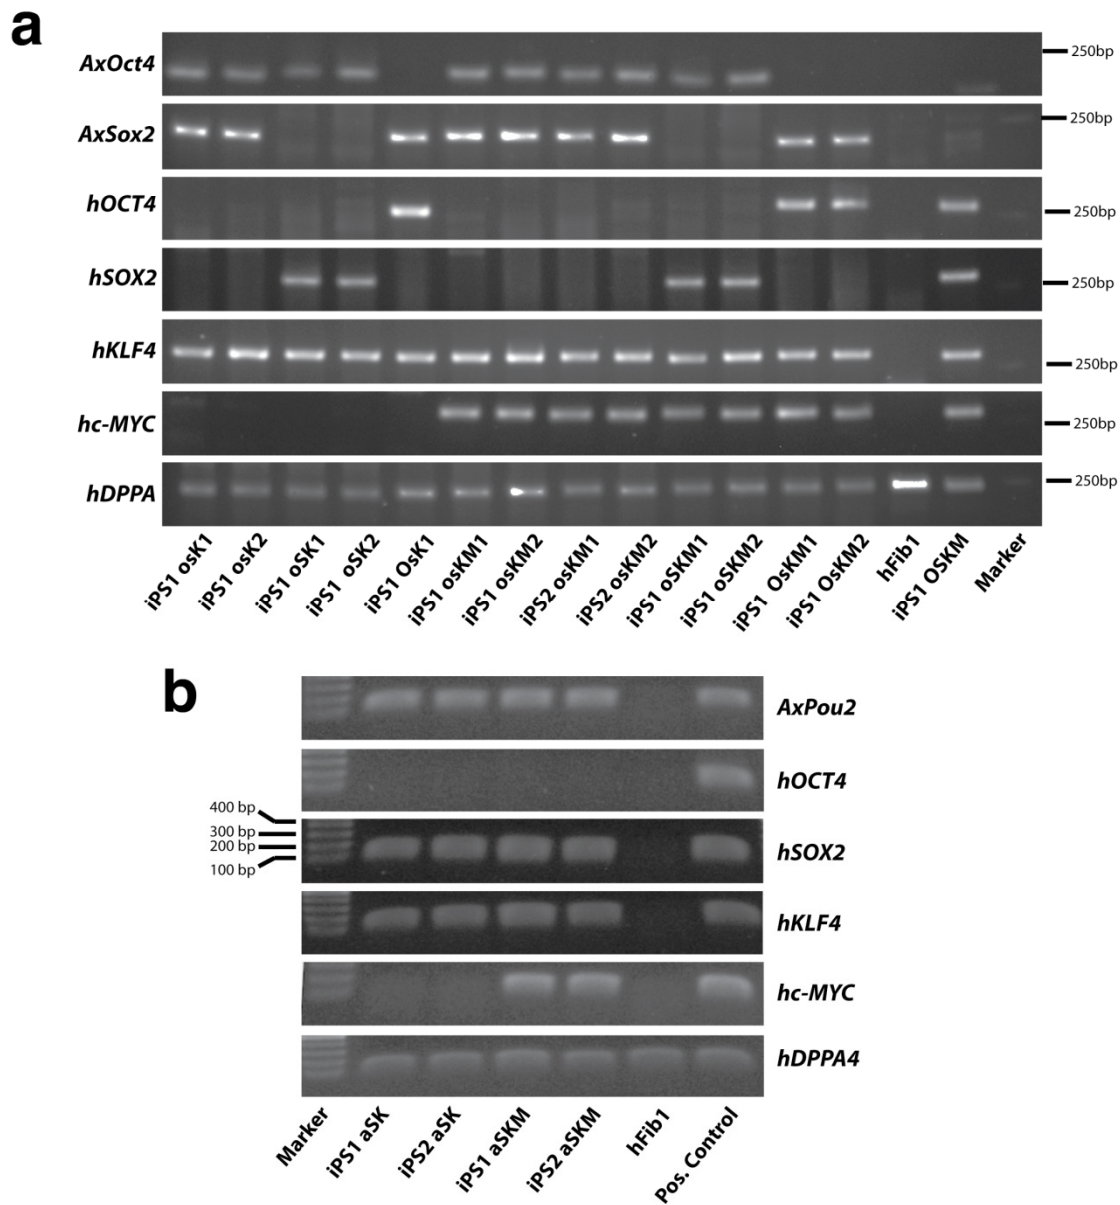 a
AxOct4
250bp
AxSox2
250bp
hOCT4
250bp
hSOX2
250bp
hKLF4
250bp
hc-MYC
250bp
hDPPA
250bp
iPS1 osK1
iPS1 osK2
iPS1 oSK1
iPS1 oSK2
iPS1 OsK1
iPS1 osKM1
iPS1 osKM2
iPS2 osKM1
iPS2 osKM2
iPS1 oSKM1
iPS1 oSKM2
iPS1 OsKM1
iPS1 OsKM2
hFib1
iPS1 OSKM
Marker
b
AxPou2
hOCT4
400 bp
300 bp
200 bp
100 bp
hSOX2
hKLF4
hc-MYC
hDPPA4
Marker
iPS1 aSK
iPS2 aSK
iPS1 aSKM
iPS2 aSKM
hFib1
Pos. Control